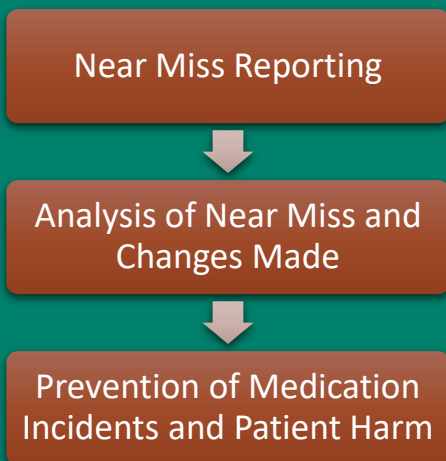 Near Miss Reporting
Analysis of Near Miss and
Changes Made
Prevention of Medication
Incidents and Patient Harm